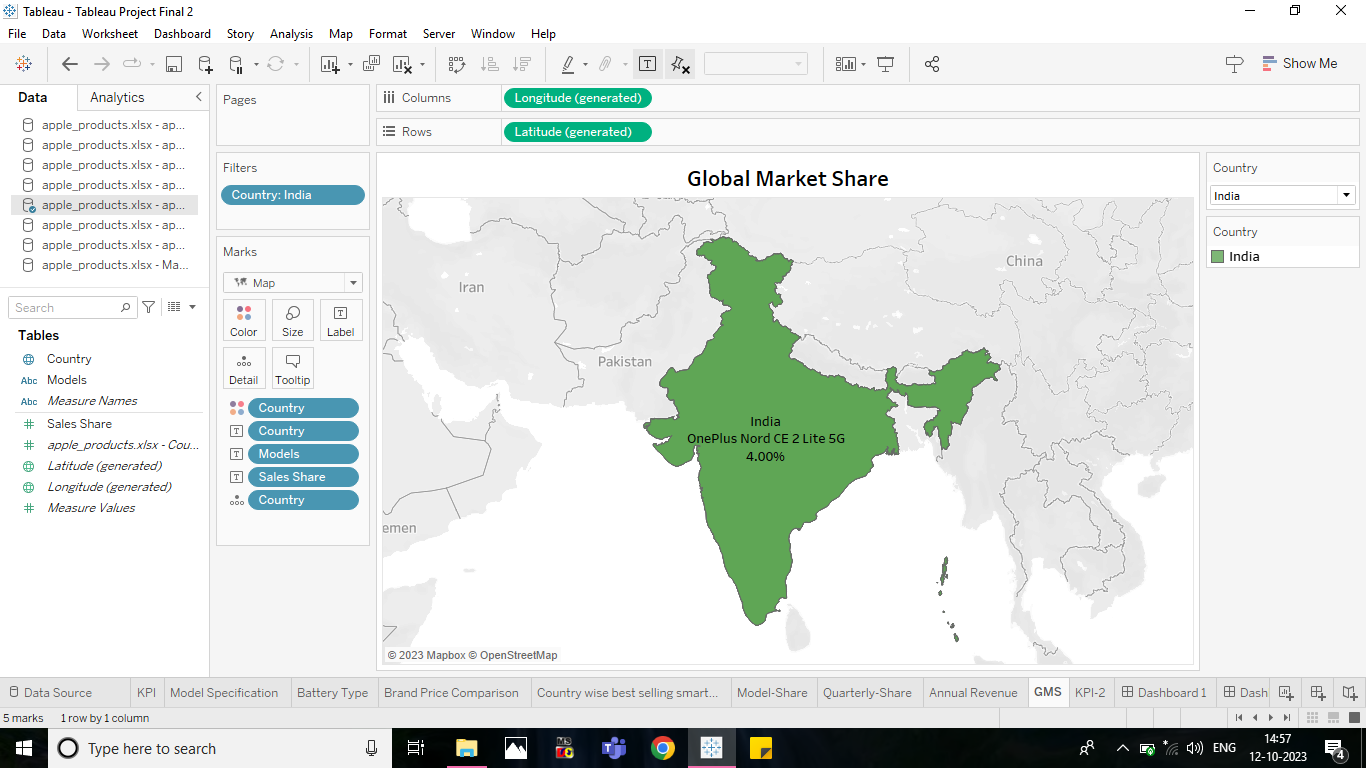 Tableau - Tableau Project Final 2
File Data Worksheet Dashboard Story Analysis Map Format Server Window Help
Show Me
Data Analytics
apple_products.xlsx - ap...
apple_products.xlsx - ap...
apple_products.xlsx - ap...
apple_products.xlsx - ap...
apple_products.xlsx - ap...
apple_products.xlsx - ap...
apple_products.xlsx - ap...
apple_products.xlsx - Ma...
Search
Tables
Country
Abc Models
Abc Measure Names
Sales Share
apple_products.xlsx - Cou...
Latitude (generated)
Longitude (generated)
Measure Values
Pages
Filters
Country: India
Marks
Map
Color Size Label
Detail Tooltip
Country
Country
Models
Sales Share
Country
Columns Longitude (generated)
Rows Latitude (generated)
Global Market Share
China
Iran
Pakistan
India
OnePlus Nord CE 2 Lite 5G
4.00%
emen
© 2023 Mapbox © OpenStreetMap
Country
India
Country
India
Data Source KPI Model Specification Battery Type Brand Price Comparison Country wise best selling smart... Model-Share Quarterly-Share Annual Revenue GMS KPI-2 Dashboard 1 Dash
5 marks 1 row by 1 column
Type here to search
ENG
14:57
12-10-2023
4